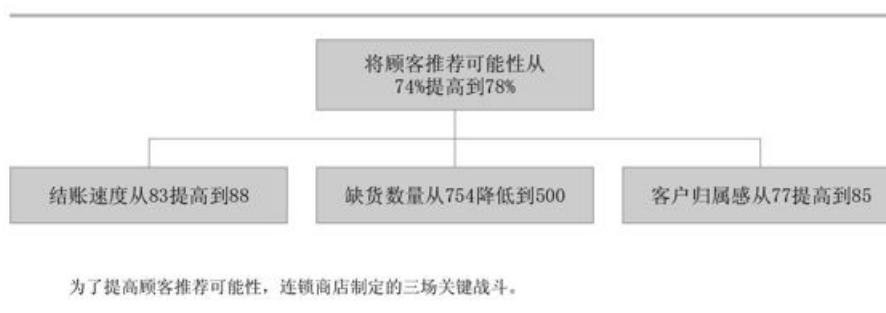 将顾客推荐可能性从
74%提高到78%
结账速度从83提高到88
缺货数量从754降低到500
客户归属感从77提高到85
为了提高顾客推荐可能性，连锁商店制定的三场关键战斗。